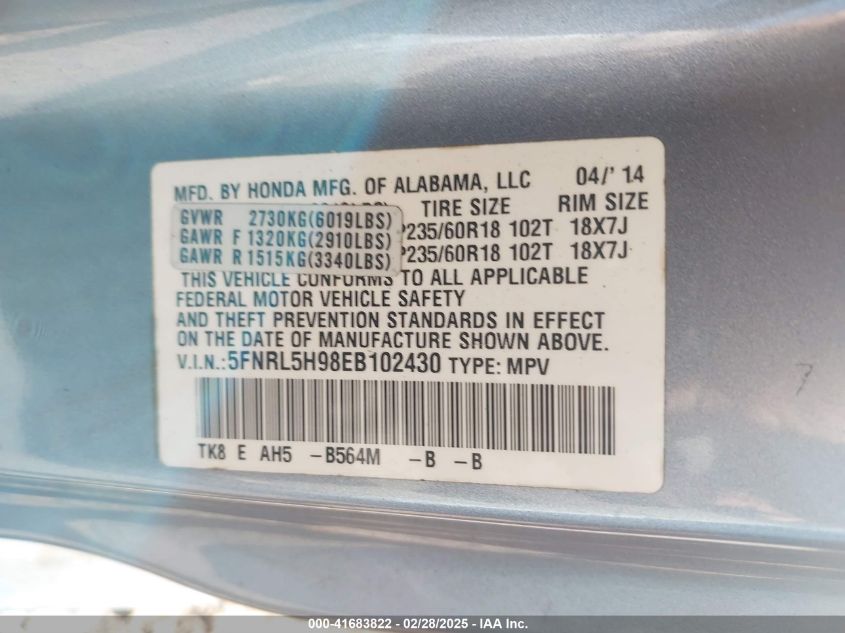 MFD. BY HONDA MFG. OF ALABAMA, LLC 04/'14
TIRE SIZE RIM SIZE
GVWR 2730KG(6019LBS)
GAWR F 1320KG(2910LBS) P235/60R18 102T 18X7J
GAWR R 1515KG(3340LBS) P235/60R18 102T 18X7J
THIS VEHICLE CONFORMS TO ALL APPLICABLE
FEDERAL MOTOR VEHICLE SAFETY
AND THEFT PREVENTION STANDARDS IN EFFECT
ON THE DATE OF MANUFACTURE SHOWN ABOVE.
V.I.N.:5FNRL5H98EB102430 TYPE: MPV
TK8 E AH5 -B564M -B -B
000-41683822 - 02/28/2025 - IAA Inc.